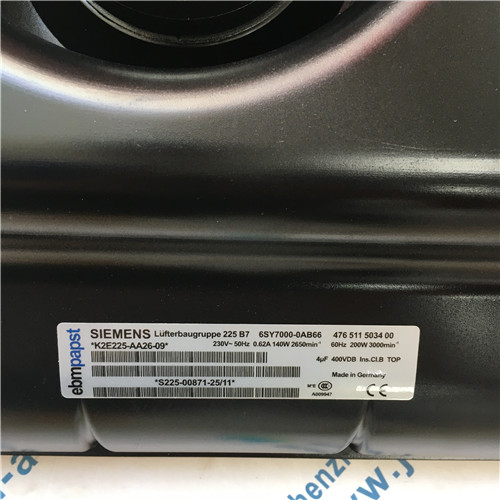 ebmpapst
SIEMENS Lüfterbaugruppe 225 B7 6SY7000-0AB66 476 511 5034 00
*K2E225-AA26-09* 230V~ 50Hz 0.62A 140W 2650min⁻¹ 60Hz 200W 3000min⁻¹
4µF 400VDB Ins.Cl.B TOP
Made in Germany
*S225-00871-25/11* M'E CCC CE
A009947